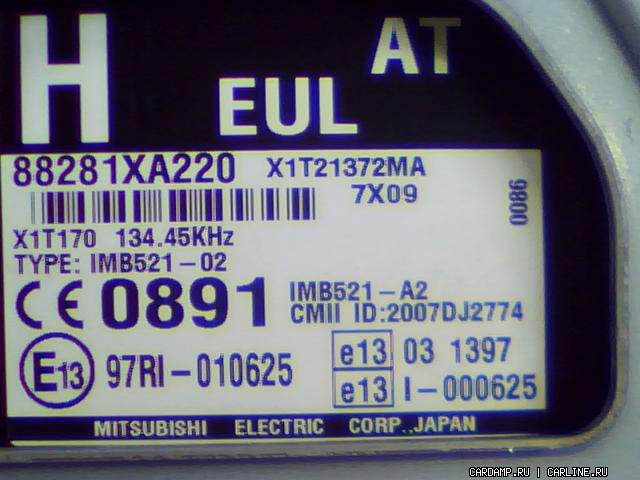 H AT
EUL
88281XA220 X1T21372MA
7X09
0086
X1T170 134.45KHz
TYPE: IMB521-02
CE 0891 IMB521-A2
CMII ID:2007DJ2774
E13 97RI-010625 e13 03 1397
e13 I-000625
MITSUBISHI ELECTRIC CORP.,JAPAN
CARDAMP.RU | CARLINE.RU